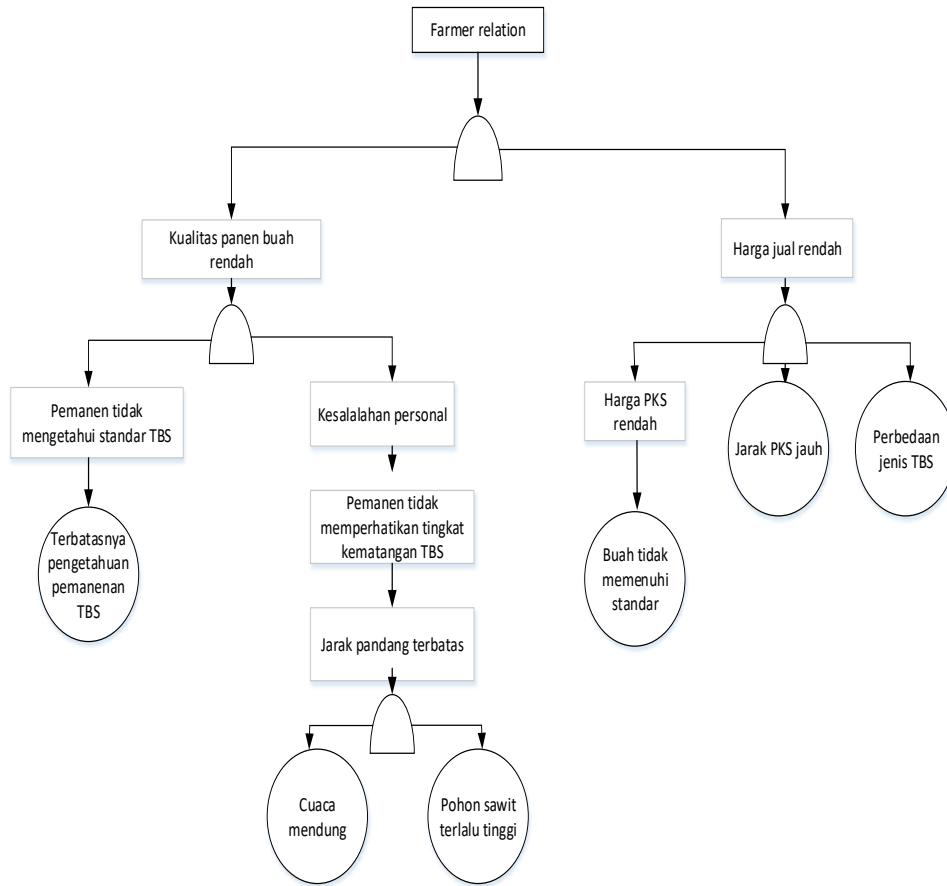 Farmer relation
Kualitas panen buah
rendah
Harga jual rendah
Pemanen tidak
mengetahui standar TBS
Kesalalahan personal
Harga PKS
rendah
Jarak PKS jauh
Perbedaan
jenis TBS
Terbatasnya
pengetahuan
pemanenan
TBS
Pemanen tidak
memperhatikan tingkat
kematangan TBS
Buah tidak
memenuhi
standar
Jarak pandang terbatas
Cuaca
mendung
Pohon sawit
terlalu tinggi